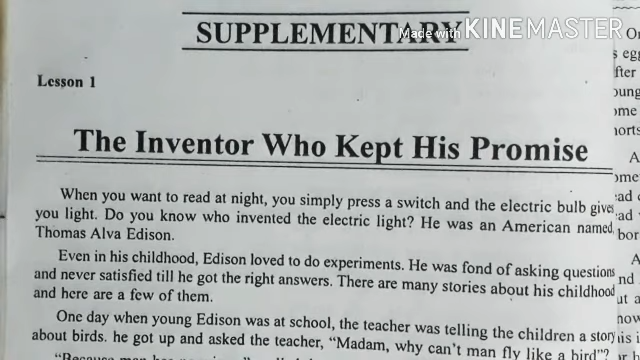 SUPPLEMENTARY
Made with KINEMASTER
Lesson 1
The Inventor Who Kept His Promise
When you want to read at night, you simply press a switch and the electric bulb gives
you light. Do you know who invented the electric light? He was an American named,
Thomas Alva Edison.
Even in his childhood, Edison loved to do experiments. He was fond of asking questions
and never satisfied till he got the right answers. There are many stories about his childhood
and here are a few of them.
One day when young Edison was at school, the teacher was telling the children a story
about birds. he got up and asked the teacher, "Madam, why can't man fly like a bird"?